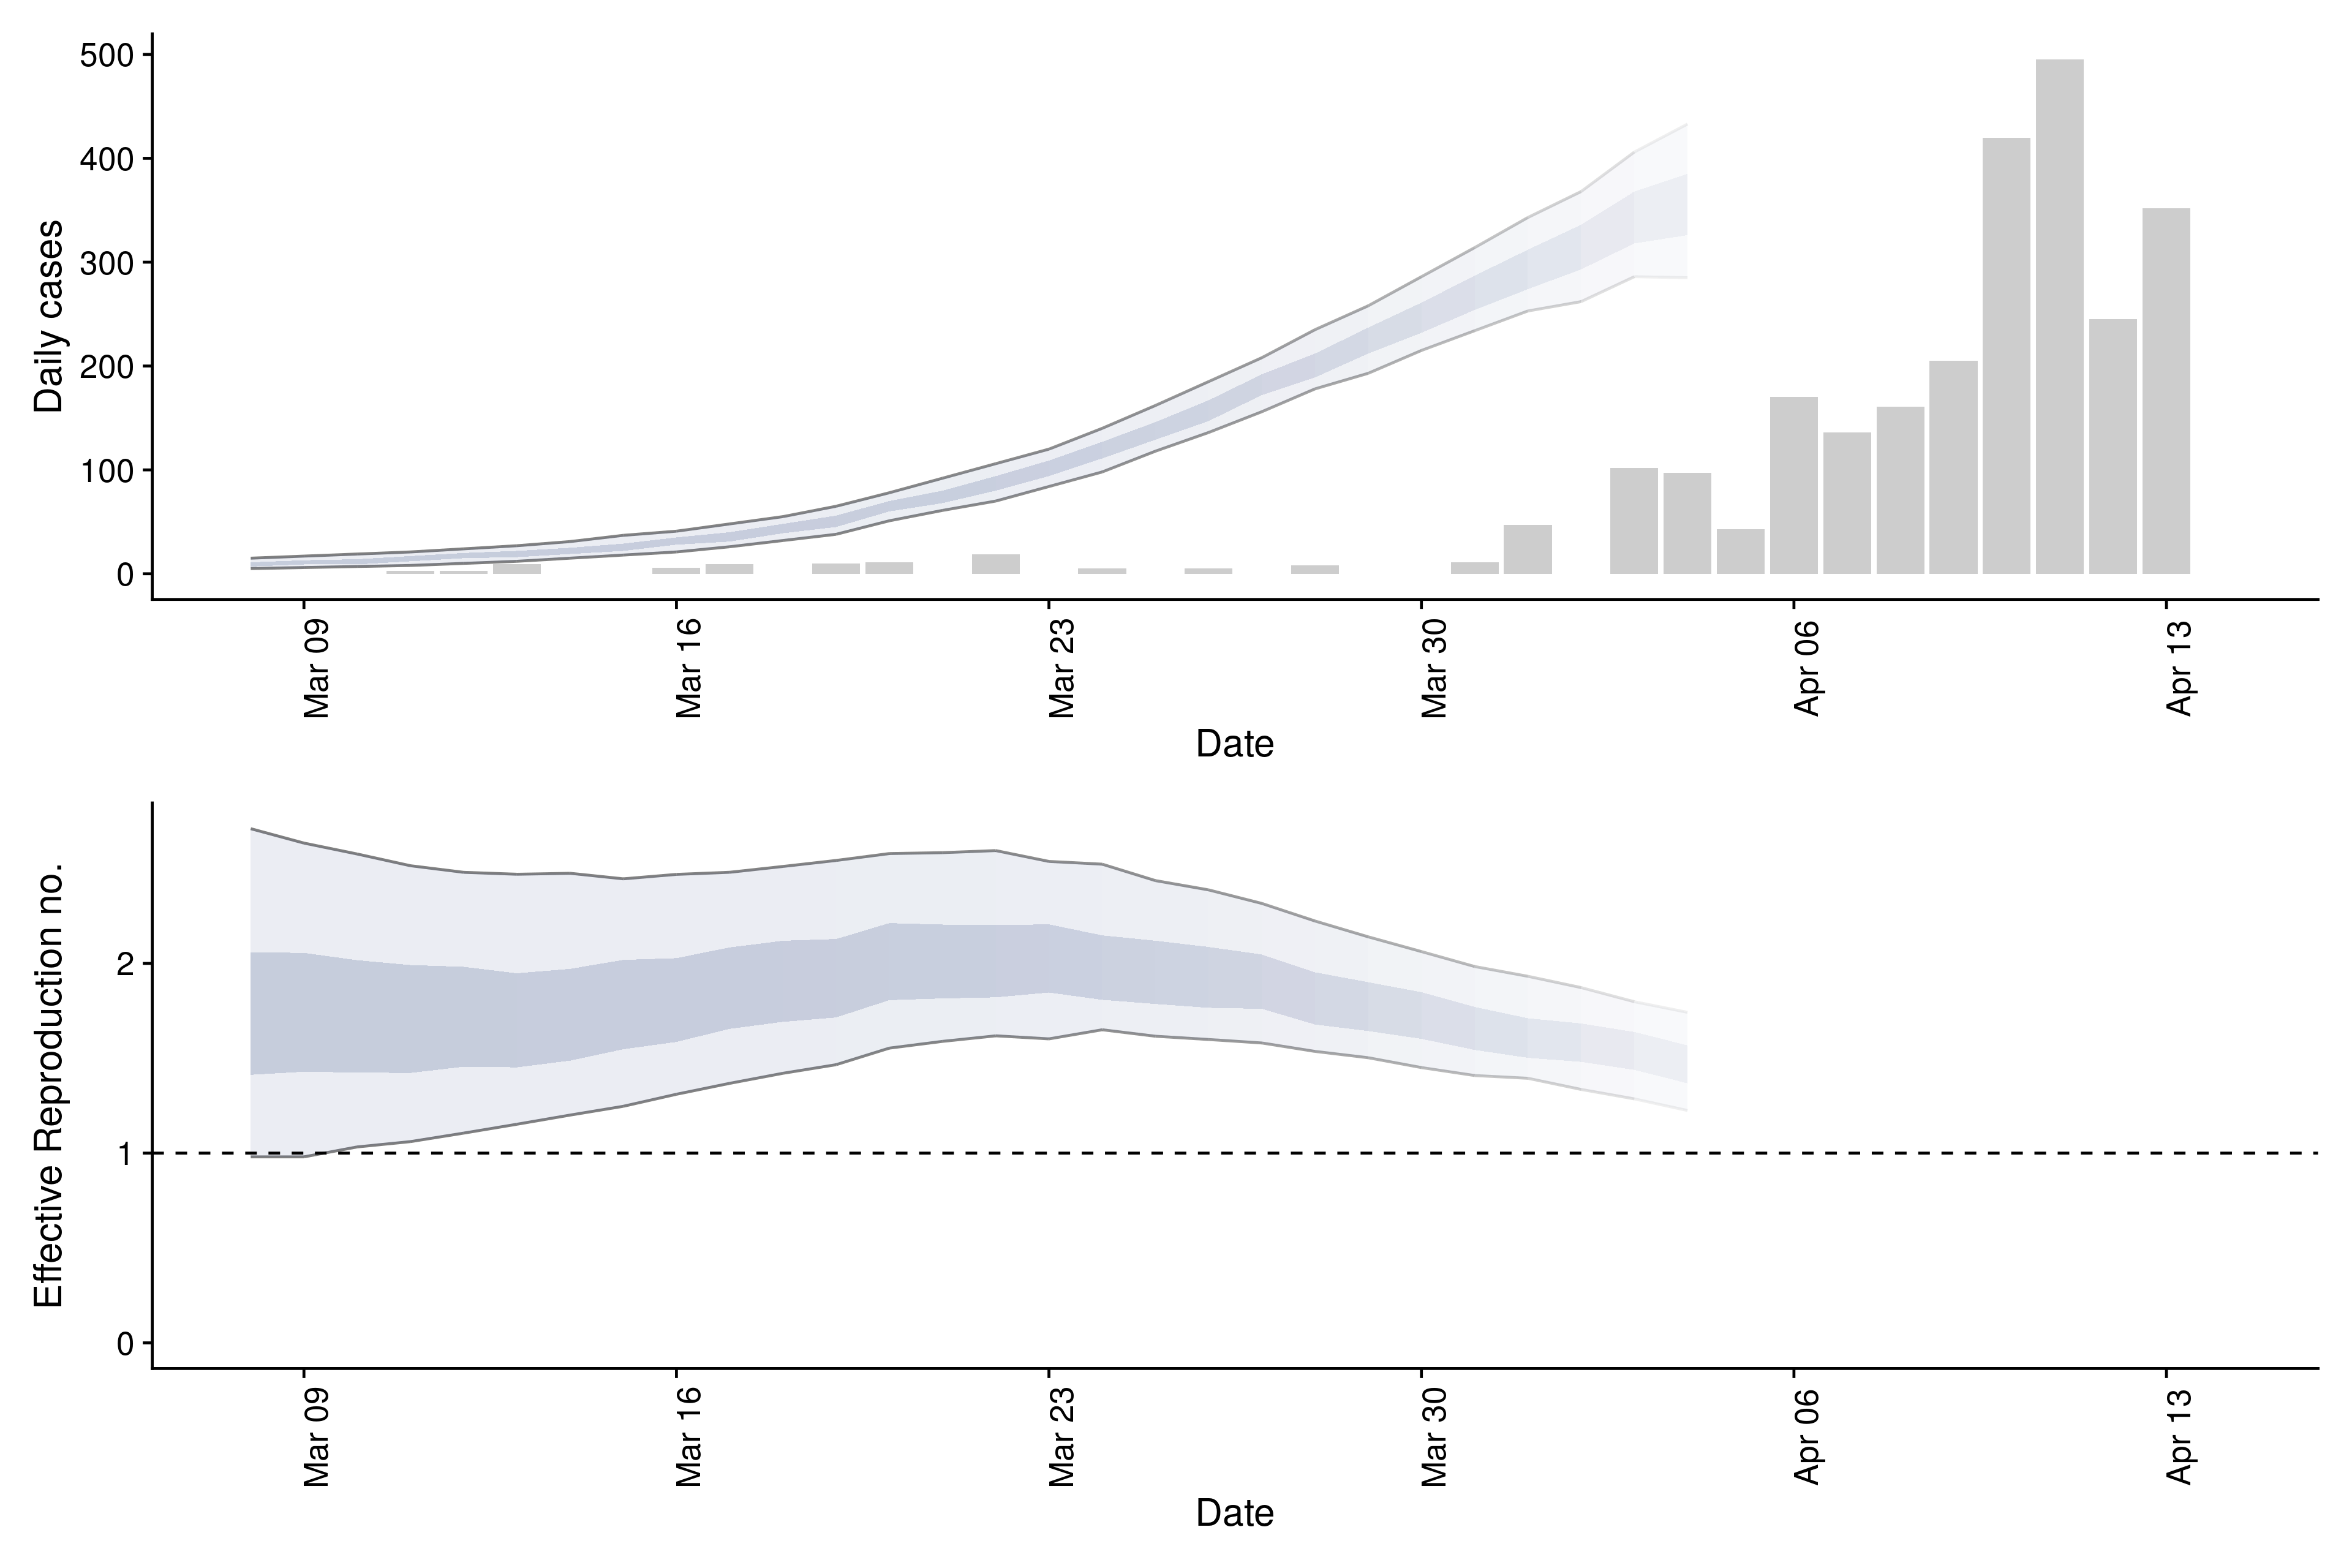 500
400
300
200
100
0
Daily cases
Mar 09 Mar 16 Mar 23 Mar 30 Apr 06 Apr 13
Date
2
1
0
Effective Reproduction no.
Mar 09 Mar 16 Mar 23 Mar 30 Apr 06 Apr 13
Date